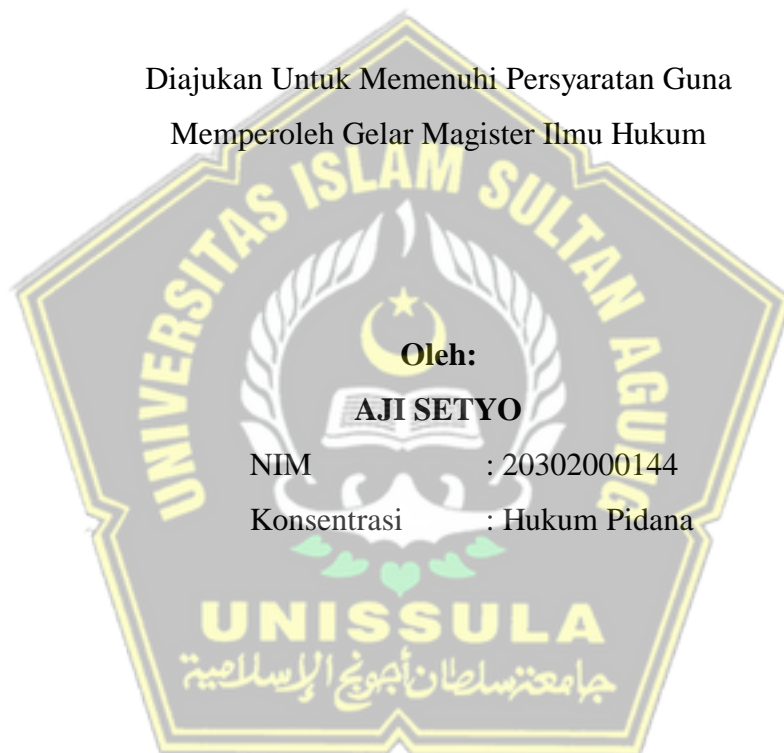 Diajukan Untuk Memenuhi Persyaratan Guna
Memperoleh Gelar Magister Ilmu Hukum
UNIVERSITAS ISLAM SULTAN AGUNG
Oleh:
AJI SETYO
NIM : 20302000144
Konsentrasi : Hukum Pidana
UNISSULA
جامعة سلطان أجونج الإسلامية